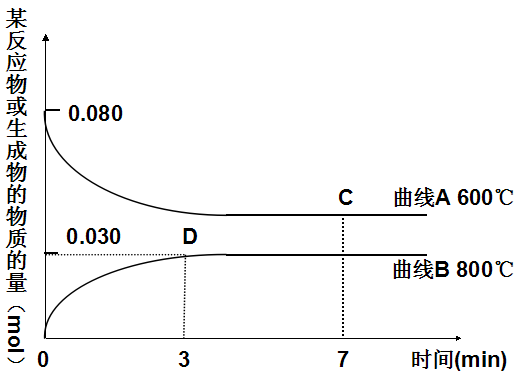 某反应物或生成物的物质的量（mol）
0.080
C
曲线A 600℃
0.030
D
曲线B 800℃
0
3
7
时间(min)